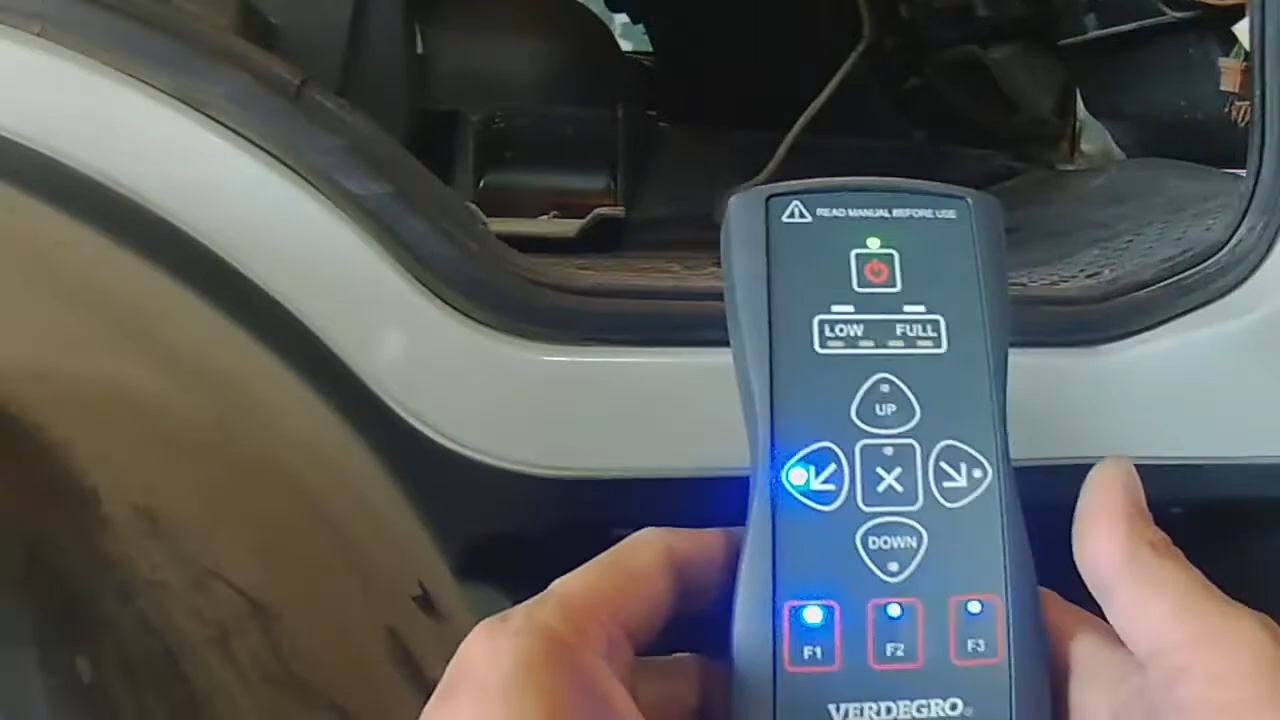 READ MANUAL BEFORE USE
LOW FULL
UP
X
DOWN
F1 F2 F3
VERDEGRO